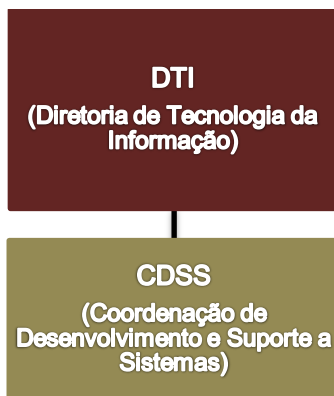 DTI
(Diretoria de Tecnologia da
Informação)
CDSS
(Coordenação de
Desenvolvimento e Suporte a
Sistemas)